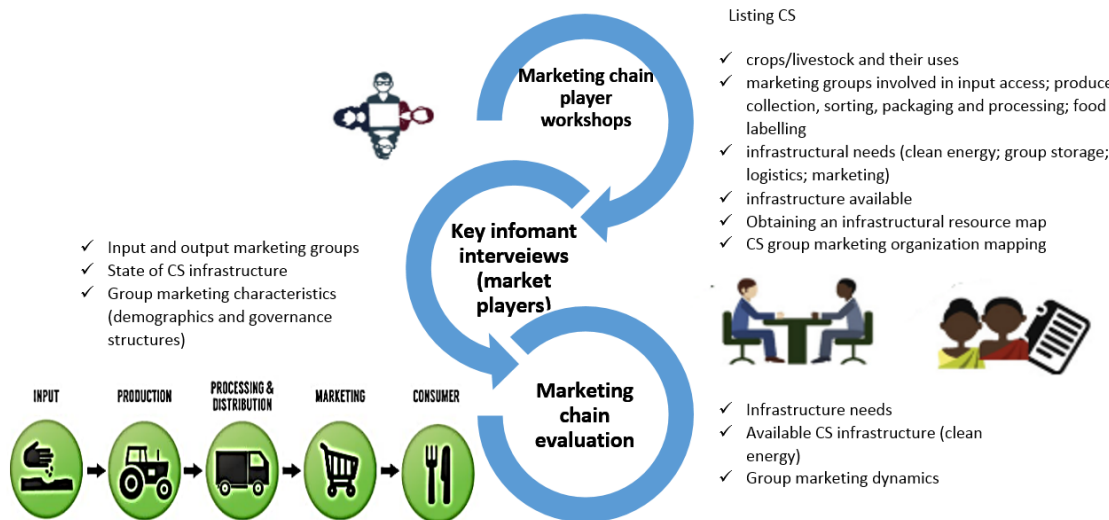 Listing CS
✓ crops/livestock and their uses
✓ marketing groups involved in input access; produce
collection, sorting, packaging and processing; food
labelling
✓ infrastructural needs (clean energy; group storage;
logistics; marketing)
✓ infrastructure available
✓ Obtaining an infrastructural resource map
✓ CS group marketing organization mapping
Marketing chain
player
workshops
Key infomant
interveiews
(market
players)
✓ Input and output marketing groups
✓ State of CS infrastructure
✓ Group marketing characteristics
(demographics and governance
structures)
Marketing
chain
evaluation
✓ Infrastructure needs
✓ Available CS infrastructure (clean
energy)
✓ Group marketing dynamics
INPUT
PRODUCTION
PROCESSING &
DISTRIBUTION
MARKETING
CONSUMER